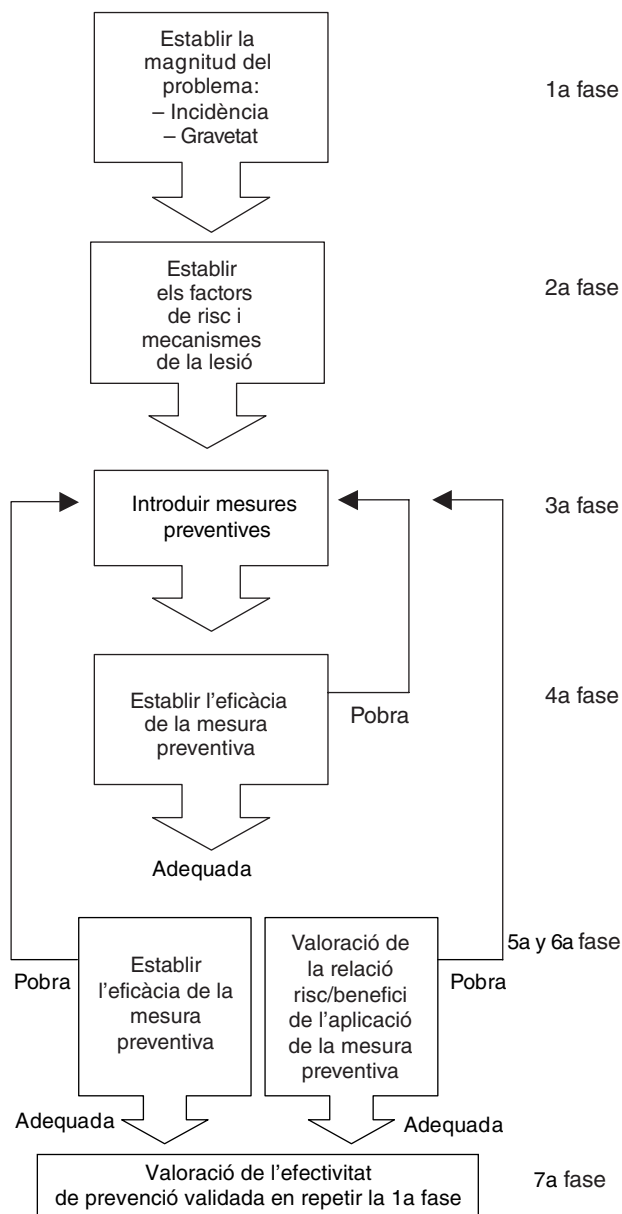 Establir la
magnitud del
problema:
– Incidència
– Gravetat
1a fase
Establir
els factors
de risc i
mecanismes
de la lesió
2a fase
Introduir mesures
preventives
3a fase
Establir l'eficàcia
de la mesura
preventiva
Pobra
4a fase
Adequada
Establir
l'eficàcia de la
mesura
preventiva
Pobra
Valoració de
la relació
risc/benefici
de l'aplicació
de la mesura
preventiva
Pobra
5a y 6a fase
Adequada
Adequada
Valoració de l'efectivitat
de prevenció validada en repetir la 1a fase
7a fase